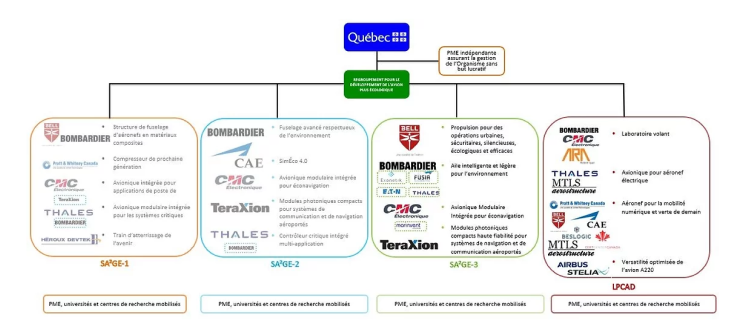 Québec
PME indépendante
assurant la gestion
de l'Organisme sans
but lucratif
REGROUPEMENT POUR LE
DÉVELOPPEMENT DE L'AVION
PLUS ÉCOLOGIQUE
BELL
BOMBARDIER
Structure de fuselage
d'aéronefs en matériaux
composites
Pratt & Whitney Canada
Compresseur de prochaine
génération
CMC
Électronique
Avionique intégrée pour
applications de poste de
TeraXion
THALES
Avionique modulaire intégrée
pour les systèmes critiques
BOMBARDIER
HÉROUX DEVTEK
Train d'atterrissage de
l'avenir
SA²GE-1
BOMBARDIER
Fuselage avancé respectueux
de l'environnement
CAE
SimÉco 4.0
CMC
Électronique
Avionique modulaire intégrée
pour éconavigation
TeraXion
Modules photoniques compacts
pour systèmes de
communication et de navigation
aéroportés
THALES
Contrôleur critique intégré
multi-application
BOMBARDIER
SA²GE-2
BELL
Propulsion pour des
opérations urbaines,
sécuritaires, silencieuses,
écologiques et efficaces
BOMBARDIER
Aile intelligente et légère
pour l'environnement
FUSIA
EATON
THALES
CMC
Électronique
Avionique Modulaire
Intégrée pour éconavigation
Modules photoniques
compacts haute fiabilité pour
systèmes de navigation et de
communication aéroportés
TeraXion
SA²GE-3
BOMBARDIER
CMC
Électronique
ARA
Laboratoire volant
THALES
MTLS
aerostructure
Avionique pour aéronef
électrique
Pratt & Whitney Canada
BELL
CAE
Aéronef pour la mobilité
numérique et verte de demain
BESLOGIC
MTLS
aerostructure
AIRBUS
STELIA
Versatilité optimisée de
l'avion A220
LPCAD
PME, universités et centres de recherche mobilisés
PME, universités et centres de recherche mobilisés
PME, universités et centres de recherche mobilisés
PME, universités et centres de recherche mobilisés